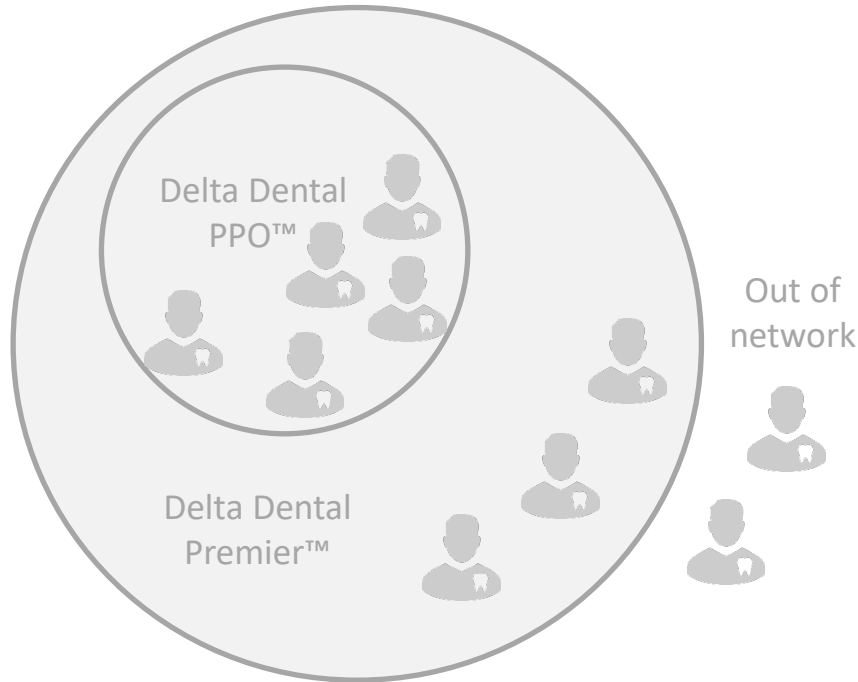 Delta Dental
PPO™
Out of
network
Delta Dental
Premier™